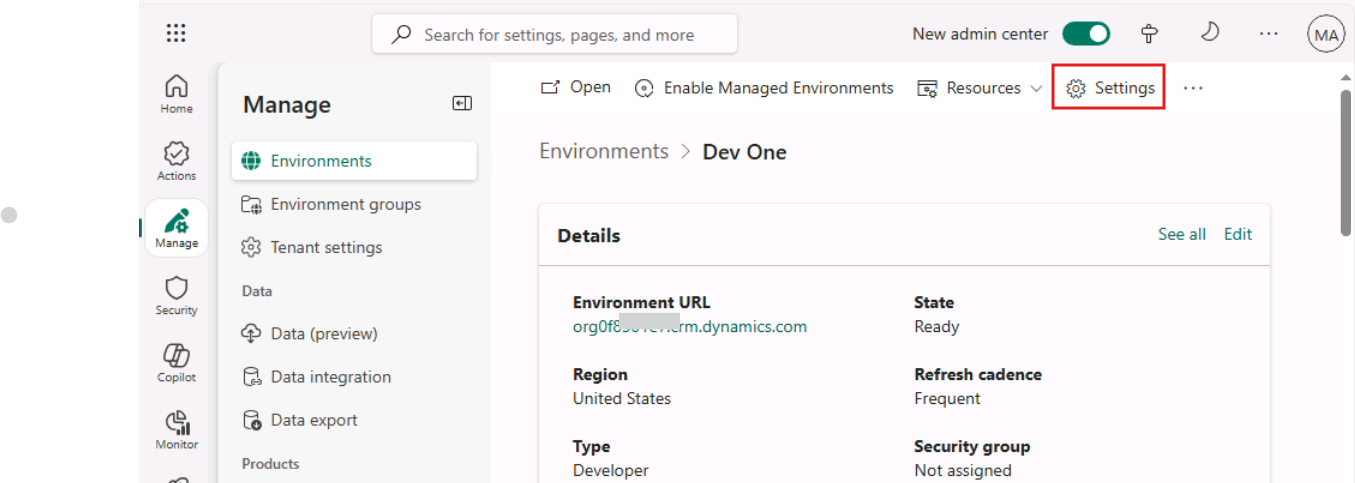 Search for settings, pages, and more
New admin center
MA
Home
Actions
Manage
Security
Copilot
Monitor
Manage
Environments
Environment groups
Tenant settings
Data
Data (preview)
Data integration
Data export
Products
Open
Enable Managed Environments
Resources
Settings
Environments > Dev One
Details
See all
Edit
Environment URL
.crm.dynamics.com
State
Ready
Region
United States
Refresh cadence
Frequent
Type
Developer
Security group
Not assigned